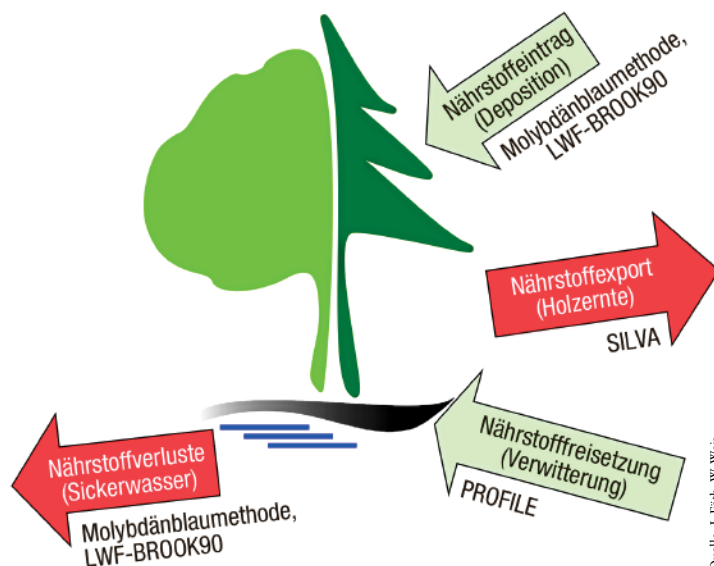 Nährstoffeintrag
(Deposition)
Molybdänblaumethode,
LWF-BROOK90
Nährstoffexport
(Holzernte)
SILVA
Nährstofffreisetzung
(Verwitterung)
PROFILE
Nährstoffverluste
(Sickerwasser)
Molybdänblaumethode,
LWF-BROOK90